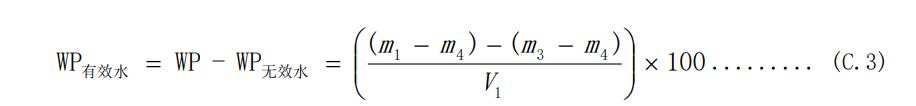 WP有效水 = WP - WP无效水 = ( (m1 - m4) - (m3 - m4) / V1 ) × 100 ......... (C.3)